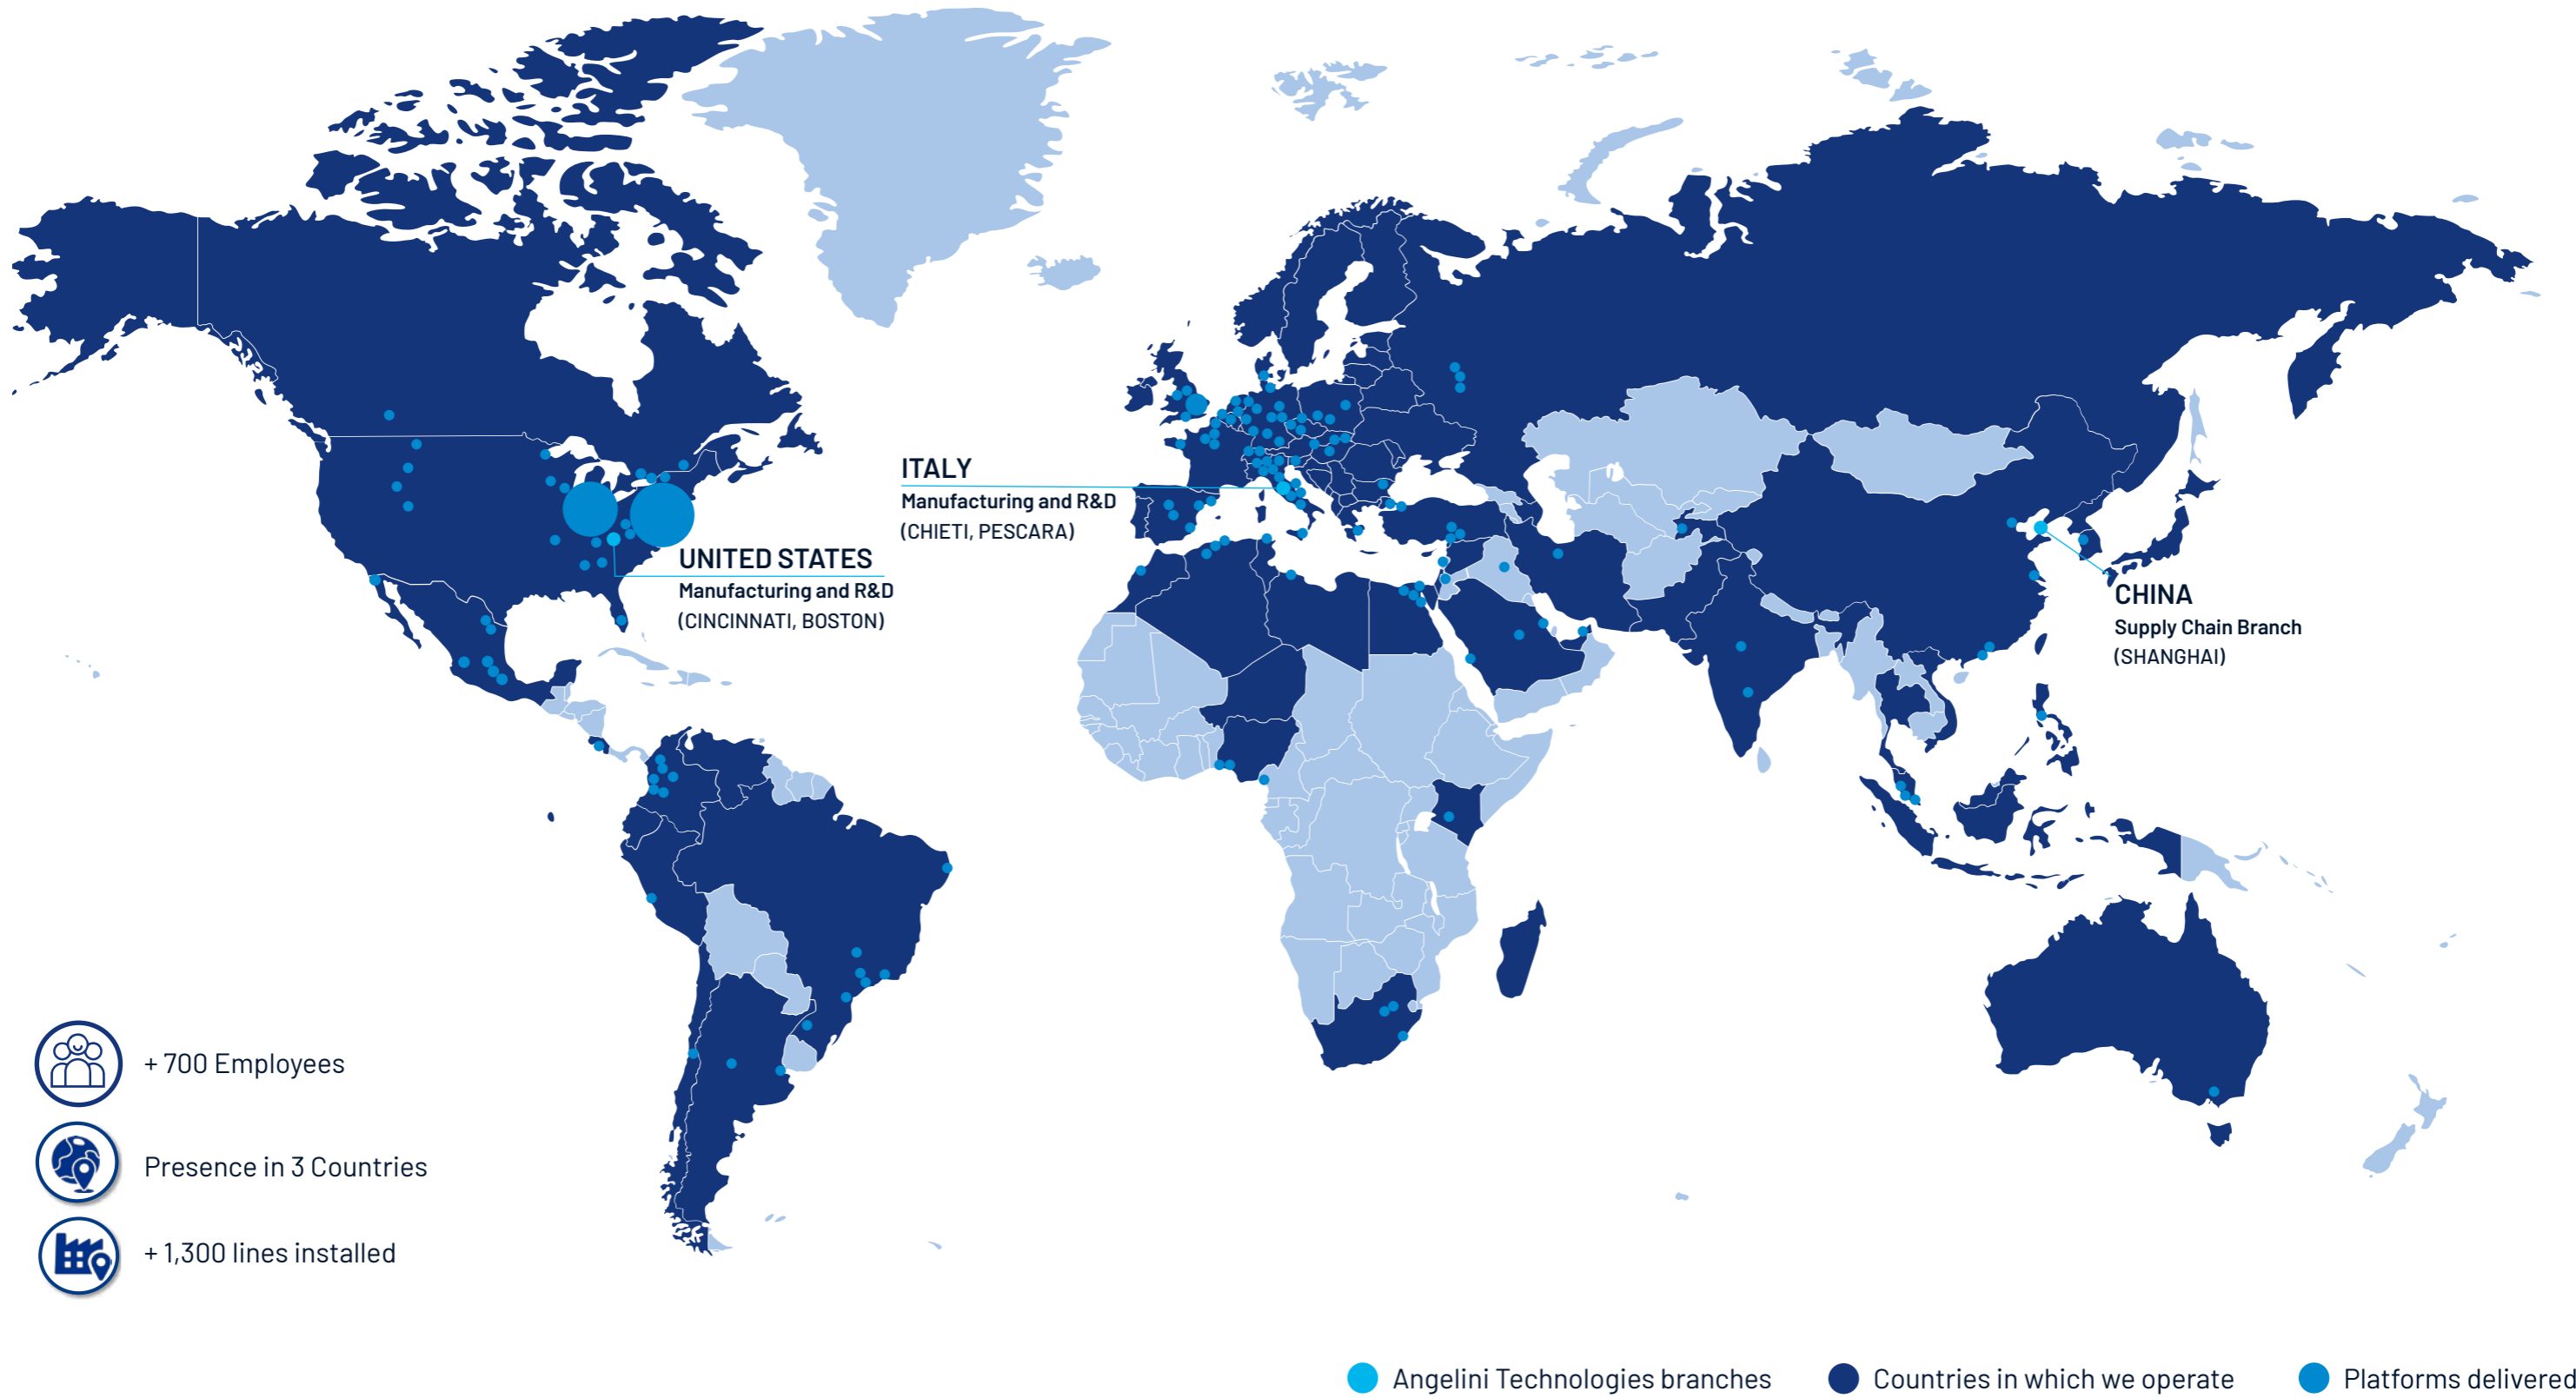 ITALY
Manufacturing and R&D
(CHIETI, PESCARA)
UNITED STATES
Manufacturing and R&D
(CINCINNATI, BOSTON)
CHINA
Supply Chain Branch
(SHANGHAI)
+ 700 Employees
Presence in 3 Countries
+ 1,300 lines installed
Angelini Technologies branches
Countries in which we operate
Platforms delivered